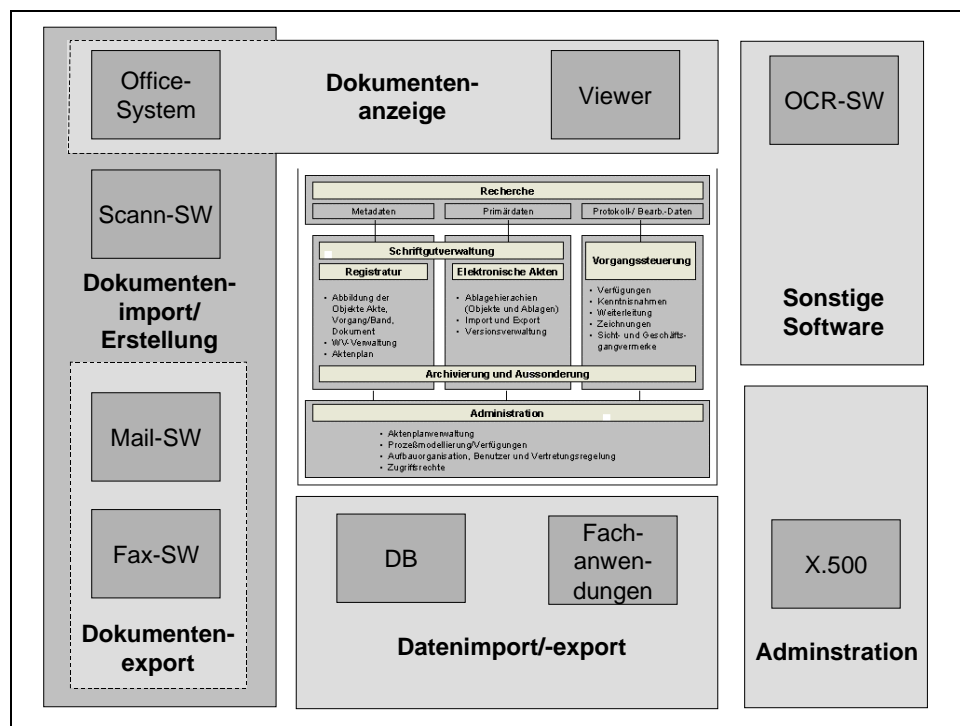 Office-
System
Dokumenten-
anzeige
Viewer
OCR-SW
Scann-SW
Dokumenten-
import/
Erstellung
Mail-SW
Fax-SW
Dokumenten-
export
Recherche
Metadaten
Primärdaten
Protokoll-/ Bearb.-Daten
Schriftgutverwaltung
Registratur
• Abbildung der
Objekte Akte,
Vorgang/Band,
Dokument
• WV-Verwaltung
• Aktenplan
Elektronische Akten
• Ablagehierachien
(Objekte und Ablagen)
• Import und Export
• Versionsverwaltung
Vorgangssteuerung
• Verfügungen
• Kenntnisnahmen
• Weiterleitung
• Zeichnungen
• Sicht- und Geschäfts-
gangvermerke
Archivierung und Aussonderung
Administration
• Aktenplanverwaltung
• Prozeßmodellierung/Verfügungen
• Aufbauorganisation, Benutzer und Vertretungsregelung
• Zugriffsrechte
DB
Fach-
anwen-
dungen
Datenimport/-export
Sonstige
Software
X.500
Adminstration